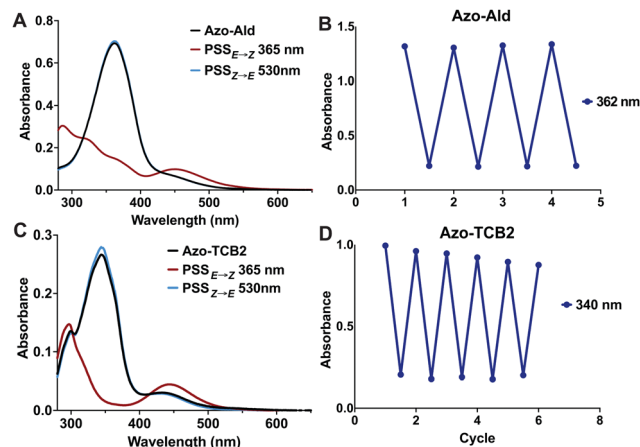 A
Absorbance
0.8
0.6
0.4
0.2
0.0
300
400
500
600
Wavelength (nm)
Azo-Ald
PSSE→Z 365 nm
PSSZ→E 530nm
B
Azo-Ald
Absorbance
1.5
1.0
0.5
0.0
0
1
2
3
4
5
362 nm
C
Absorbance
0.3
0.2
0.1
0.0
300
400
500
600
Wavelength (nm)
Azo-TCB2
PSSE→Z 365 nm
PSSZ→E 530nm
D
Azo-TCB2
Absorbance
1.0
0.5
0.0
0
2
4
6
8
Cycle
340 nm